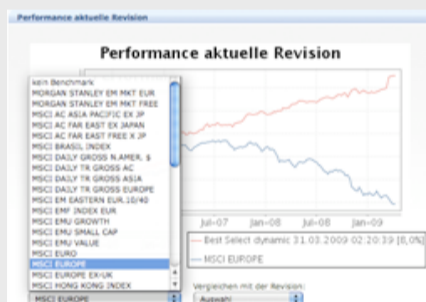 Performance aktuelle Revision
Performance aktuelle Revision
kein Benchmark
MORGAN STANLEY EM MKT EUR
MORGAN STANLEY EM MKT FREE
MSCI AC ASIA PACIFIC EX JP
MSCI AC FAR EAST EX JAPAN
MSCI AC FAR EAST FREE X JP
MSCI BRASIL INDEX
MSCI DAILY GROSS N.AMER. $
MSCI DAILY TR GROSS AC
MSCI DAILY TR GROSS ASIA
MSCI DAILY TR GROSS EUROPE
MSCI EM EASTERN EUR.10/40
MSCI EMF INDEX EUR
MSCI EMU GROWTH
MSCI EMU SMALL CAP
MSCI EMU VALUE
MSCI EURO
MSCI EUROPE
MSCI EUROPE EX-UK
MSCI HONG KONG INDEX
MSCI EUROPE
Jul-07 Jan-08 Jul-08 Jan-09
Best Select dynamic 31.03.2009 02:20:39 [8,0%]
MSCI EUROPE
Vergleichen mit der Revision:
Auswahl